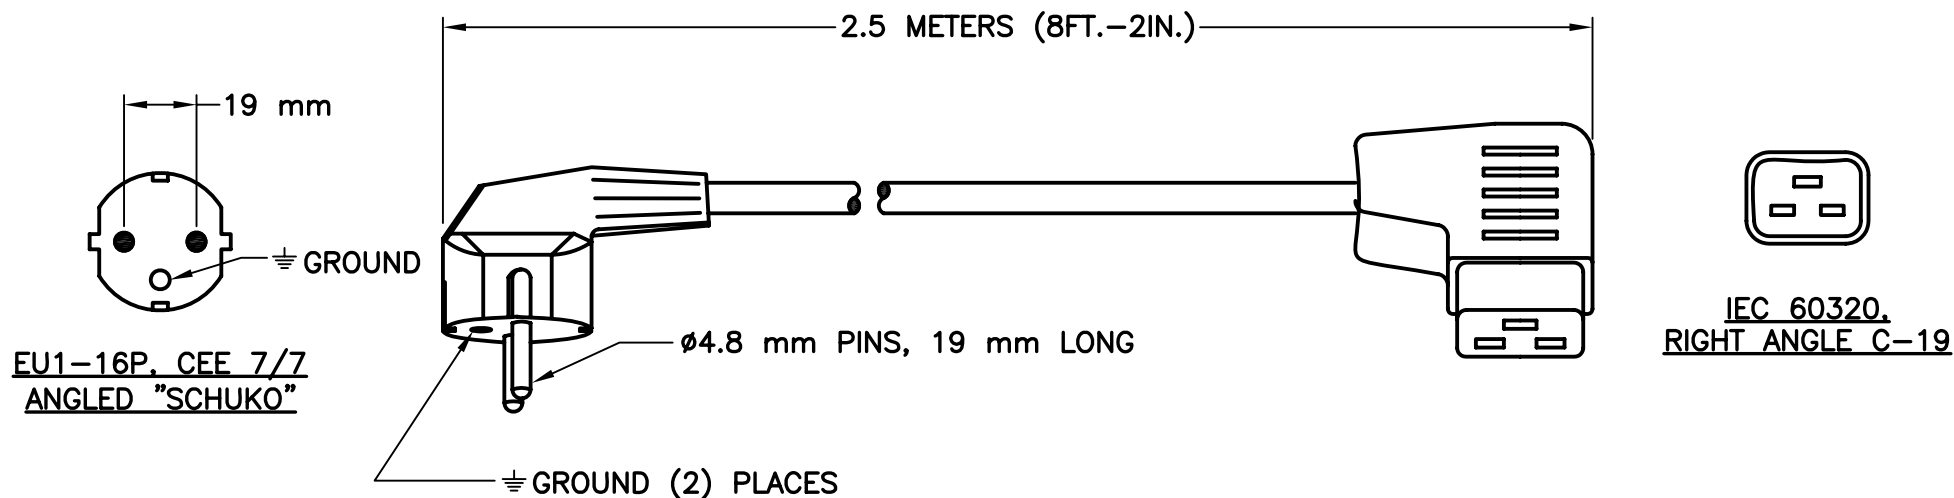 2.5 METERS (8FT.-2IN.)
19 mm
GROUND
EU1-16P, CEE 7/7
ANGLED "SCHUKO"
ø4.8 mm PINS, 19 mm LONG
GROUND (2) PLACES
IEC 60320,
RIGHT ANGLE C-19